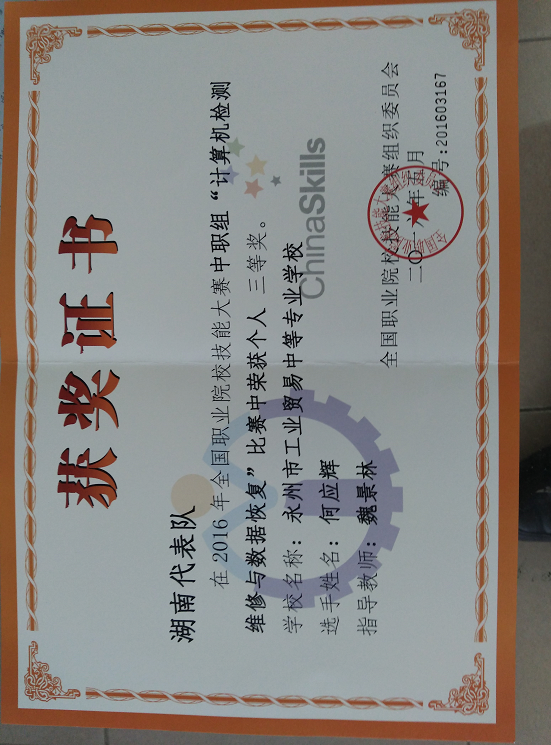 获奖证书
湖南代表队
在2016年全国职业院校技能大赛中职组“计算机检测
维修与数据恢复”比赛中荣获个人 三等奖。
学校名称：永州市工业贸易中等专业学校
选手姓名：何应辉
指导教师：魏景林
ChinaSkills
全国职业院校技能大赛组织委员会
二〇一六年五月
编号:201603167